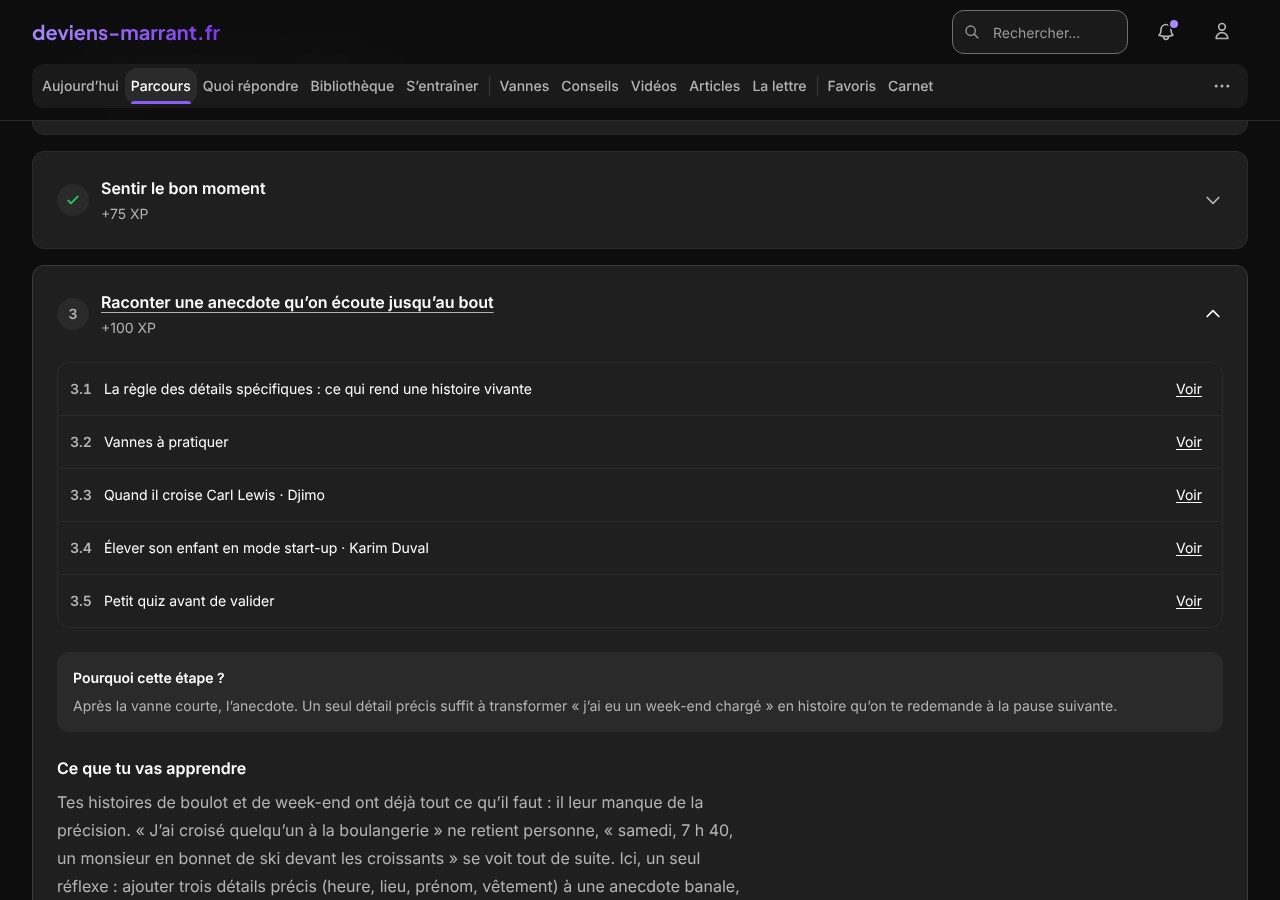 deviens-marrant.fr
Rechercher...
Aujourd’hui Parcours Quoi répondre Bibliothèque S’entraîner Vannes Conseils Vidéos Articles La lettre Favoris Carnet
Sentir le bon moment
+75 XP
3 Raconter une anecdote qu’on écoute jusqu’au bout
+100 XP
3.1 La règle des détails spécifiques : ce qui rend une histoire vivante Voir
3.2 Vannes à pratiquer Voir
3.3 Quand il croise Carl Lewis · Djimo Voir
3.4 Élever son enfant en mode start-up · Karim Duval Voir
3.5 Petit quiz avant de valider Voir
Pourquoi cette étape ?
Après la vanne courte, l’anecdote. Un seul détail précis suffit à transformer « j’ai eu un week-end chargé » en histoire qu’on te redemande à la pause suivante.
Ce que tu vas apprendre
Tes histoires de boulot et de week-end ont déjà tout ce qu’il faut : il leur manque de la
précision. « J’ai croisé quelqu’un à la boulangerie » ne retient personne, « samedi, 7 h 40,
un monsieur en bonnet de ski devant les croissants » se voit tout de suite. Ici, un seul
réflexe : ajouter trois détails précis (heure, lieu, prénom, vêtement) à une anecdote banale,